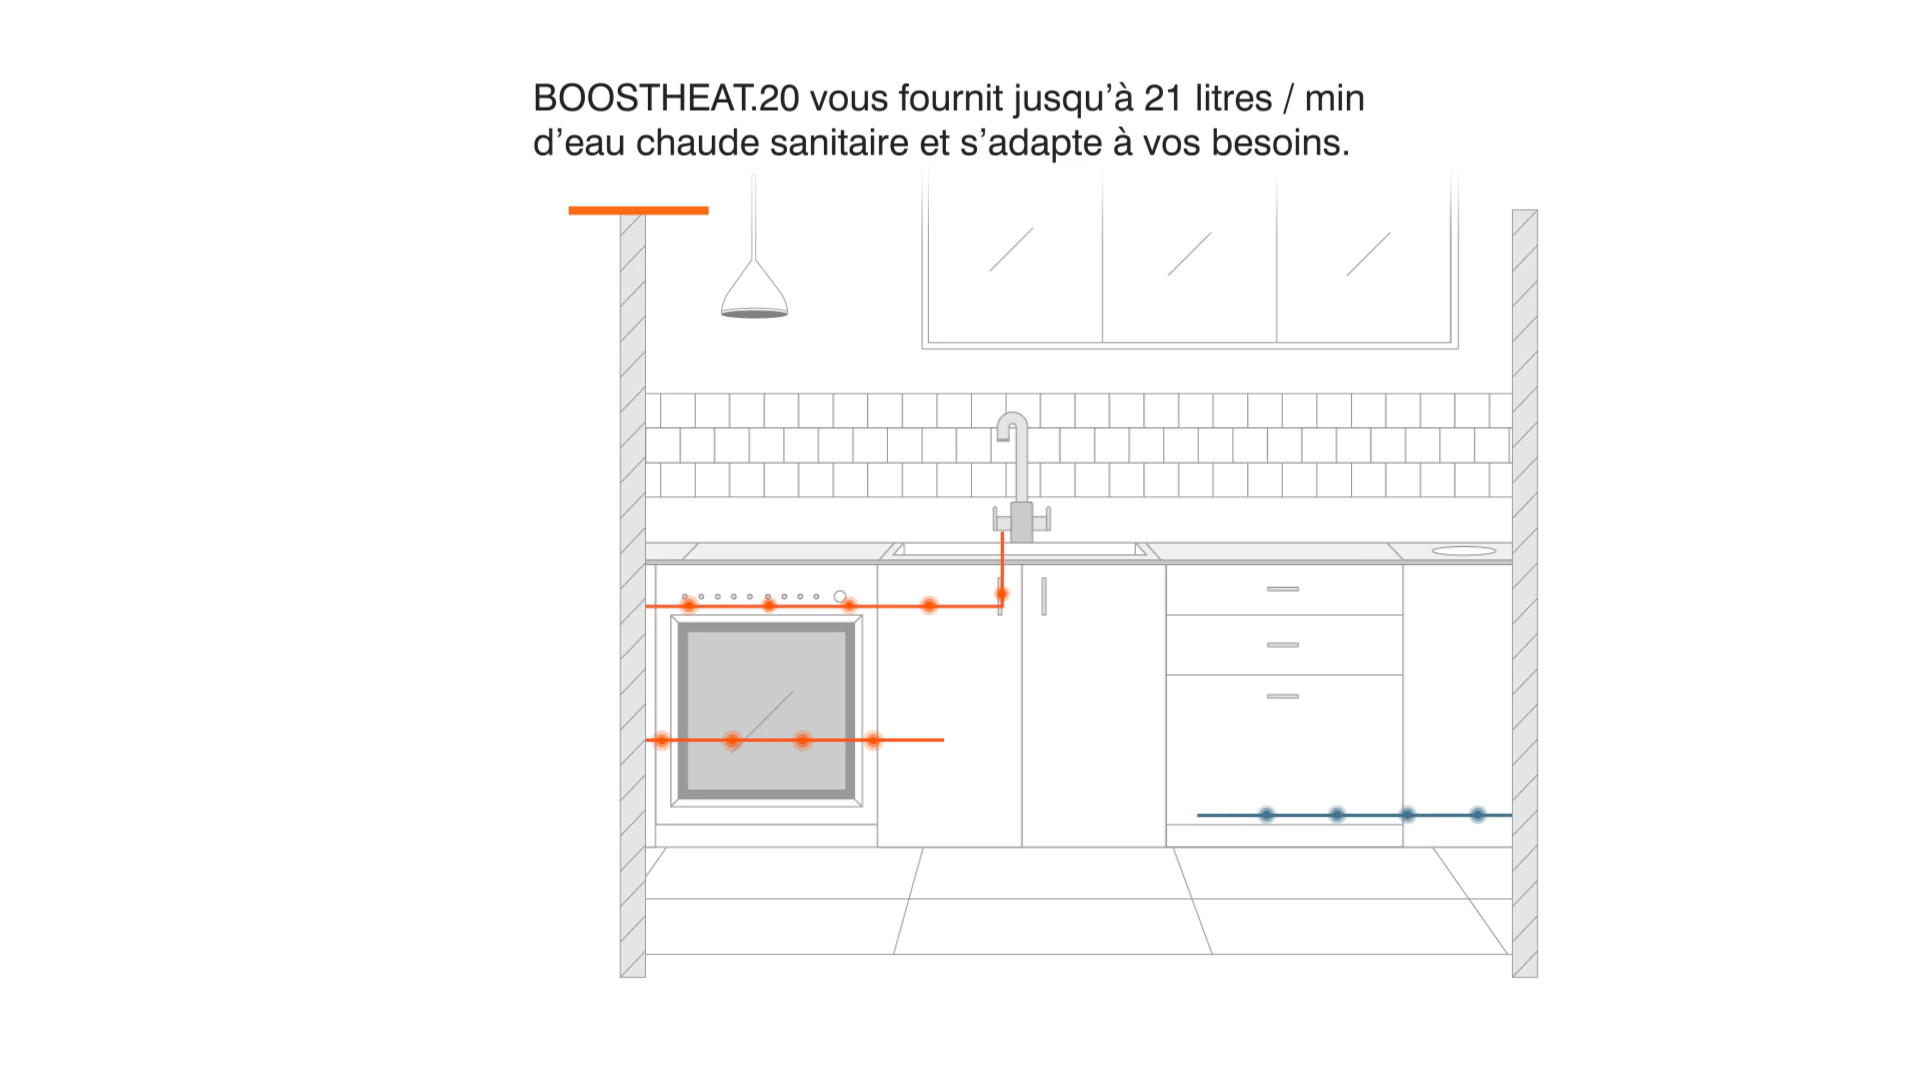 BOOSTHEAT.20 vous fournit jusqu’à 21 litres / min
d’eau chaude sanitaire et s’adapte à vos besoins.